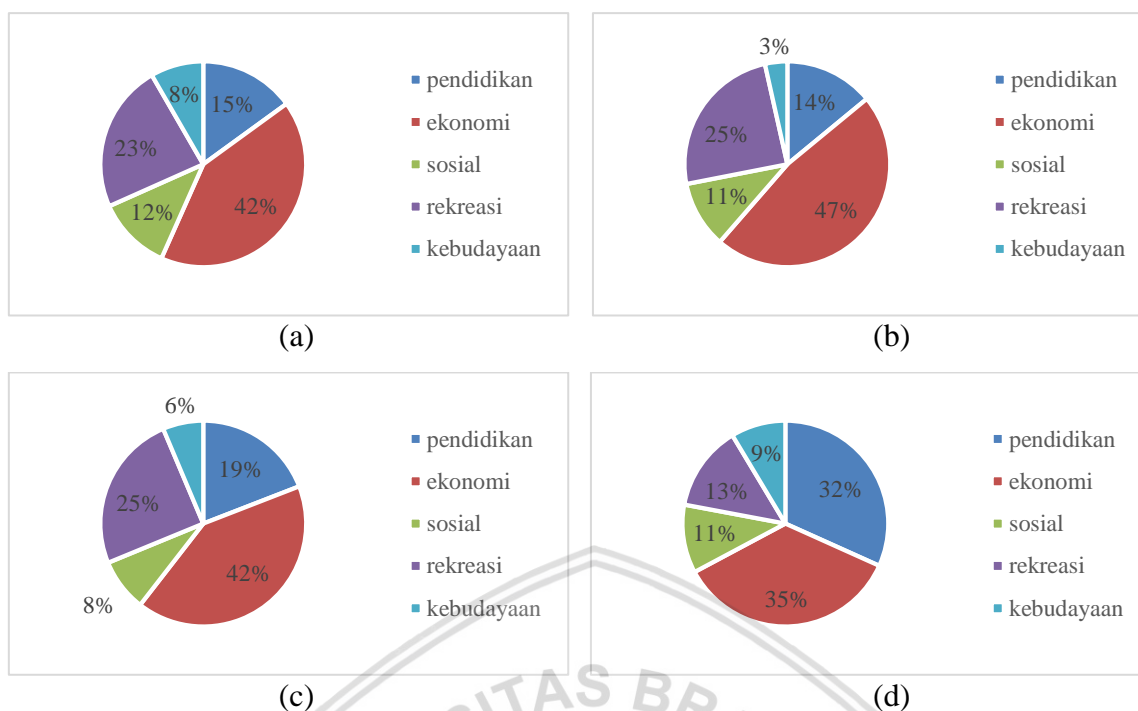 8%
15%
23%
12%
42%
pendidikan
ekonomi
sosial
rekreasi
kebudayaan
(a)
3%
14%
25%
11%
47%
pendidikan
ekonomi
sosial
rekreasi
kebudayaan
(b)
6%
19%
25%
42%
8%
pendidikan
ekonomi
sosial
rekreasi
kebudayaan
(c)
9%
32%
13%
11%
35%
pendidikan
ekonomi
sosial
rekreasi
kebudayaan
(d)